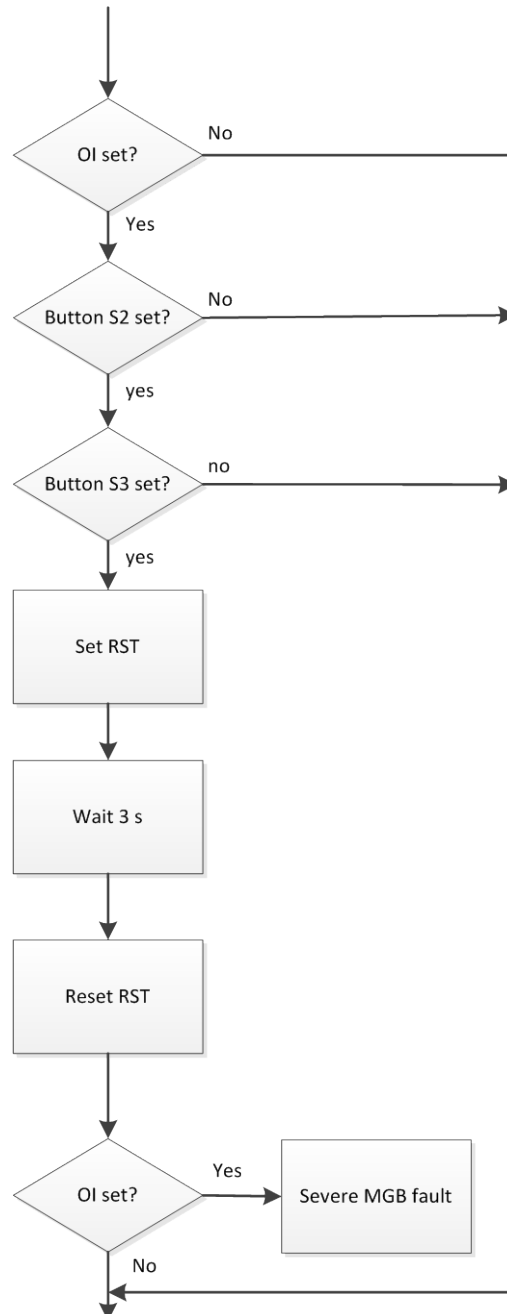 No
OI set?
Yes
No
Button S2 set?
yes
no
Button S3 set?
yes
Set RST
Wait 3 s
Reset RST
Yes
OI set?
Severe MGB fault
No